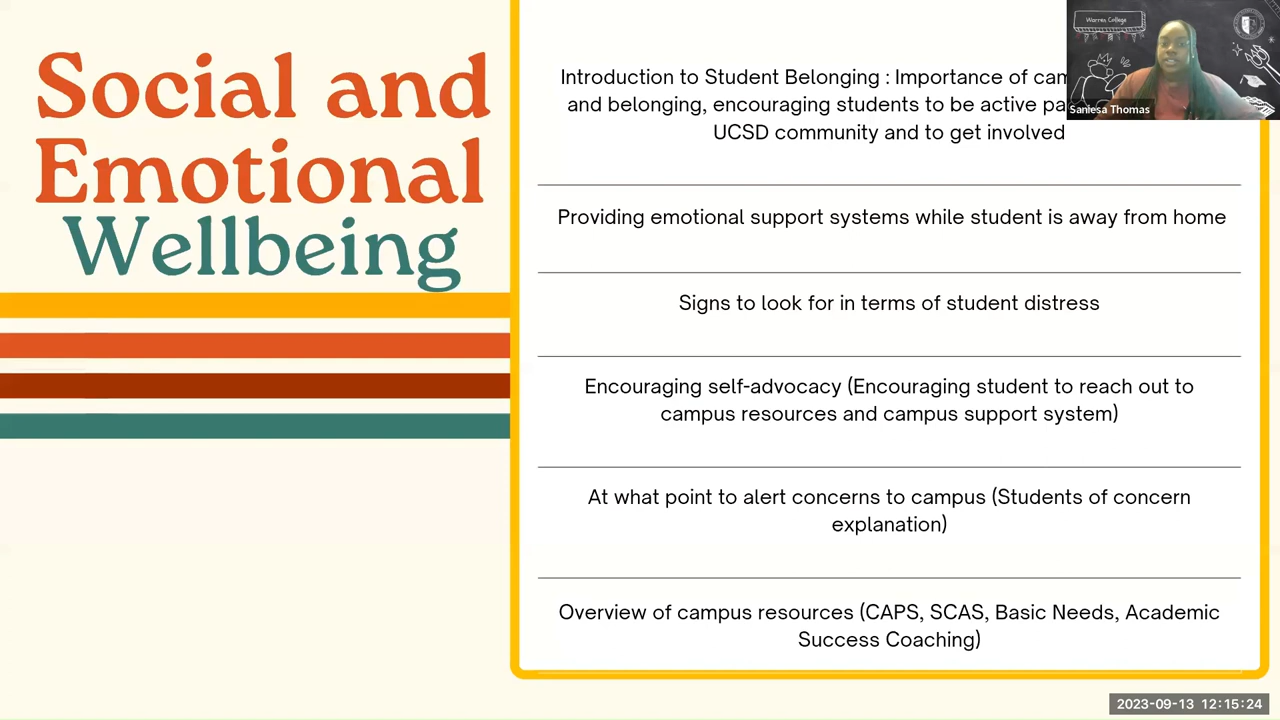 Social and
Emotional
Wellbeing
Introduction to Student Belonging : Importance of
and belonging, encouraging students to be active
UCSD community and to get involved
Providing emotional support systems while student is away from home
Signs to look for in terms of student distress
Encouraging self-advocacy (Encouraging student to reach out to
campus resources and campus support system)
At what point to alert concerns to campus (Students of concern
explanation)
Overview of campus resources (CAPS, SCAS, Basic Needs, Academic
Success Coaching)
Warren College
Saniesa Thomas
2023-09-13 12:15:24